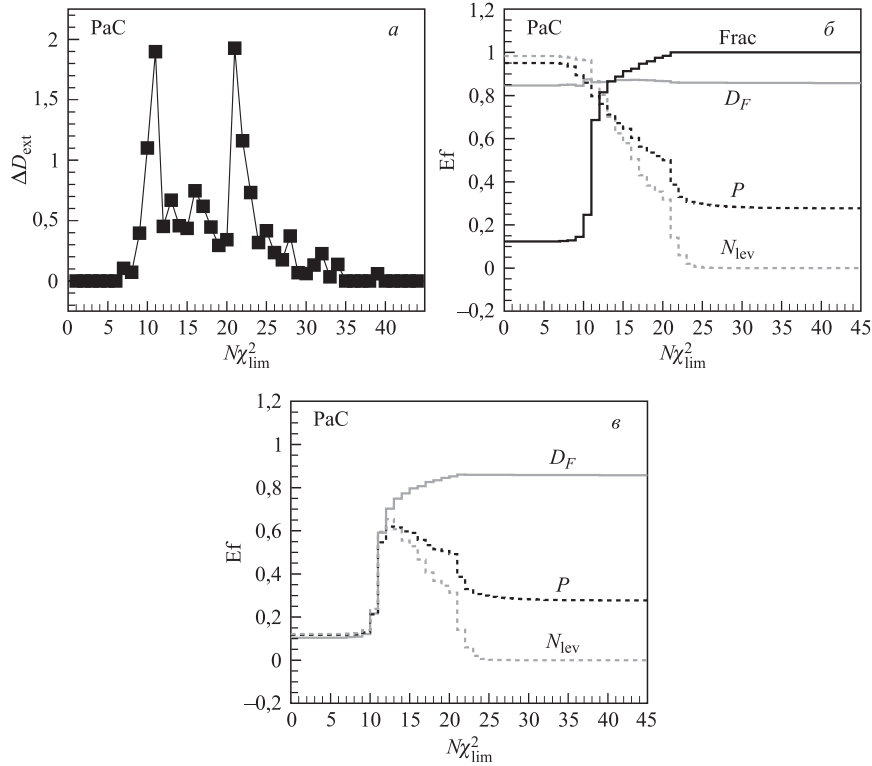 PaC
а
2
1,5
1
0,5
0
ΔD_ext
0 5 10 15 20 25 30 35 40
Nχ²_lim
PaC
б
1,2
1
0,8
0,6
0,4
0,2
0
–0,2
Ef
Frac
D_F
P
N_lev
0 5 10 15 20 25 30 35 40 45
Nχ²_lim
PaC
в
1,2
1
0,8
0,6
0,4
0,2
0
–0,2
Ef
D_F
P
N_lev
0 5 10 15 20 25 30 35 40 45
Nχ²_lim